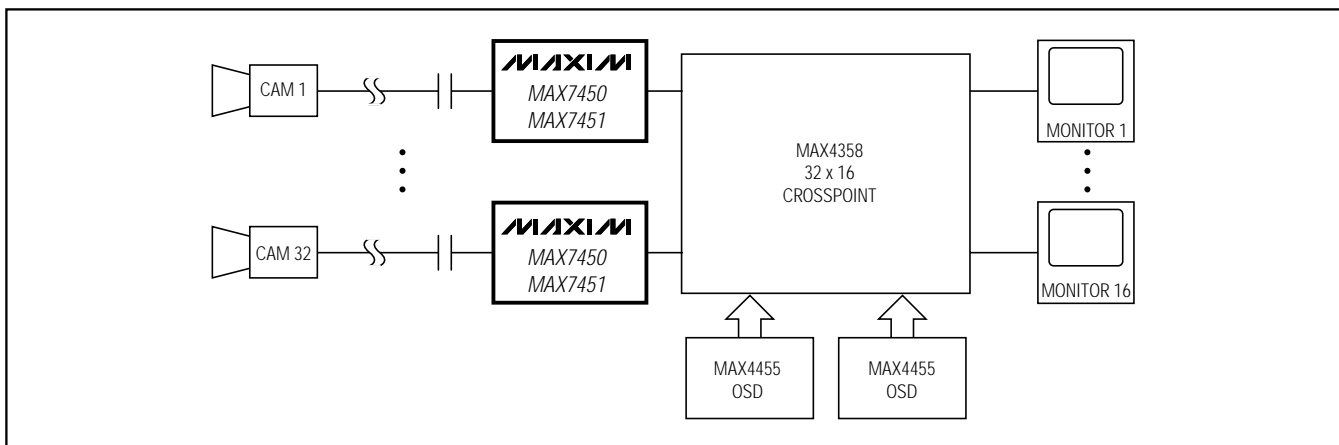 CAM 1
MAXIM
MAX7450
MAX7451
MAX4358
32 x 16
CROSSPOINT
MONITOR 1
CAM 32
MAXIM
MAX7450
MAX7451
MONITOR 16
MAX4455
OSD
MAX4455
OSD